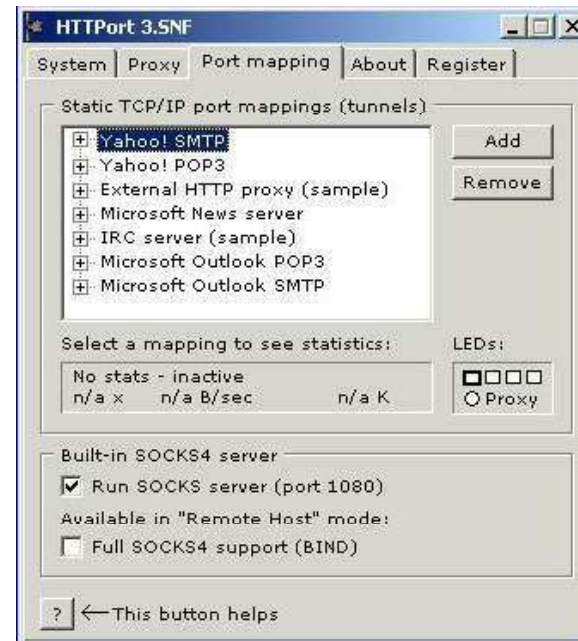 HTTPort 3.SNF
System Proxy Port mapping About Register
Static TCP/IP port mappings (tunnels)
Yahoo! SMTP
Yahoo! POP3
External HTTP proxy (sample)
Microsoft News server
IRC server (sample)
Microsoft Outlook POP3
Microsoft Outlook SMTP
Add
Remove
Select a mapping to see statistics:
No stats - inactive
n/a x n/a B/sec n/a K
LEDs:
Proxy
Built-in SOCKS4 server
Run SOCKS server (port 1080)
Available in "Remote Host" mode:
Full SOCKS4 support (BIND)
? ←This button helps